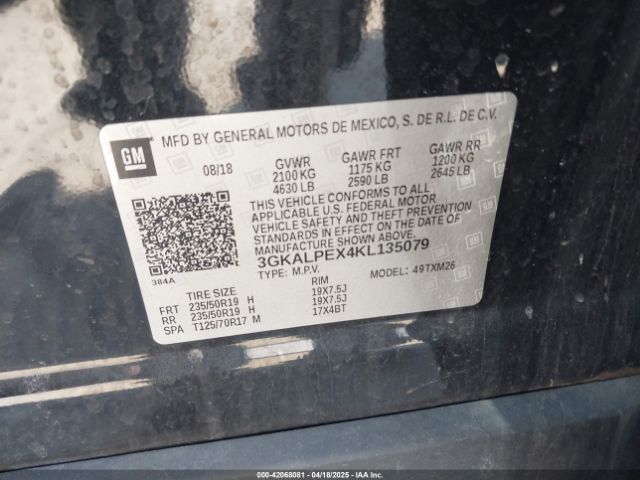 MFD BY GENERAL MOTORS DE MEXICO, S. DE R.L. DE C.V.
GM
08/18 GVWR GAWR FRT GAWR RR
2100 KG 1175 KG 1200 KG
4630 LB 2590 LB 2645 LB
THIS VEHICLE CONFORMS TO ALL
APPLICABLE U.S. FEDERAL MOTOR
VEHICLE SAFETY AND THEFT PREVENTION
STANDARDS IN EFFECT ON THE DATE OF
MANUFACTURE SHOWN ABOVE.
3GKALPEX4KL135079
384A
TYPE: M.P.V. MODEL: 49TXM26
TIRE SIZE RIM
FRT 235/50R19 H 19X7.5J
RR 235/50R19 H 19X7.5J
SPA T125/70R17 M 17X4BT
000-42068081 | 04/18/2025 | IAAI.COM